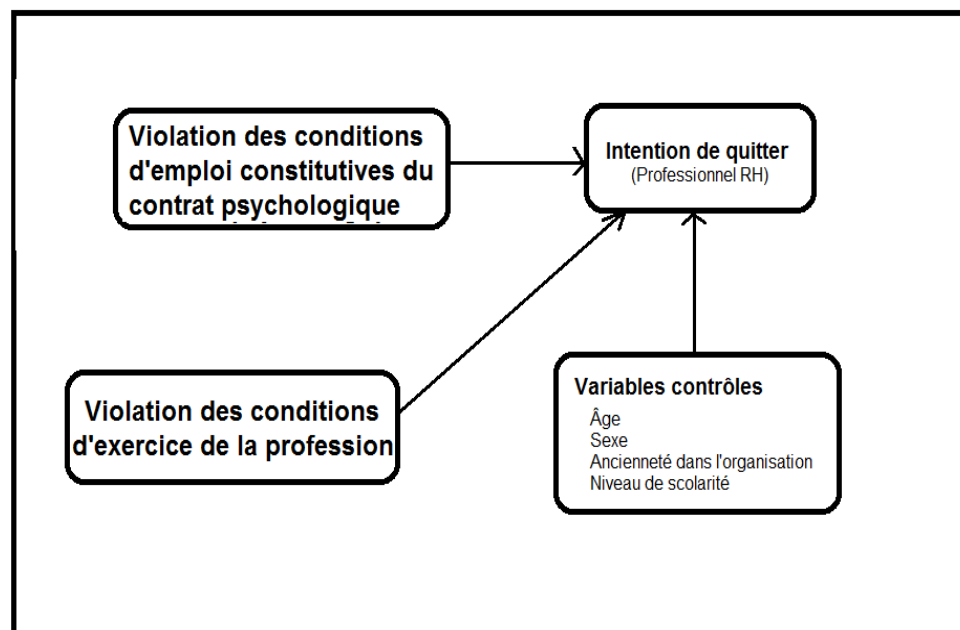 Violation des conditions
d'emploi constitutives du
contrat psychologique
Intention de quitter
(Professionnel RH)
Violation des conditions
d'exercice de la profession
Variables contrôles
Âge
Sexe
Ancienneté dans l'organisation
Niveau de scolarité